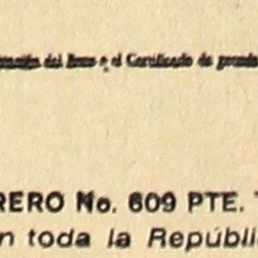 del Bono o el Certificado de
RERO No. 609 PTE.
n toda la Repúbli